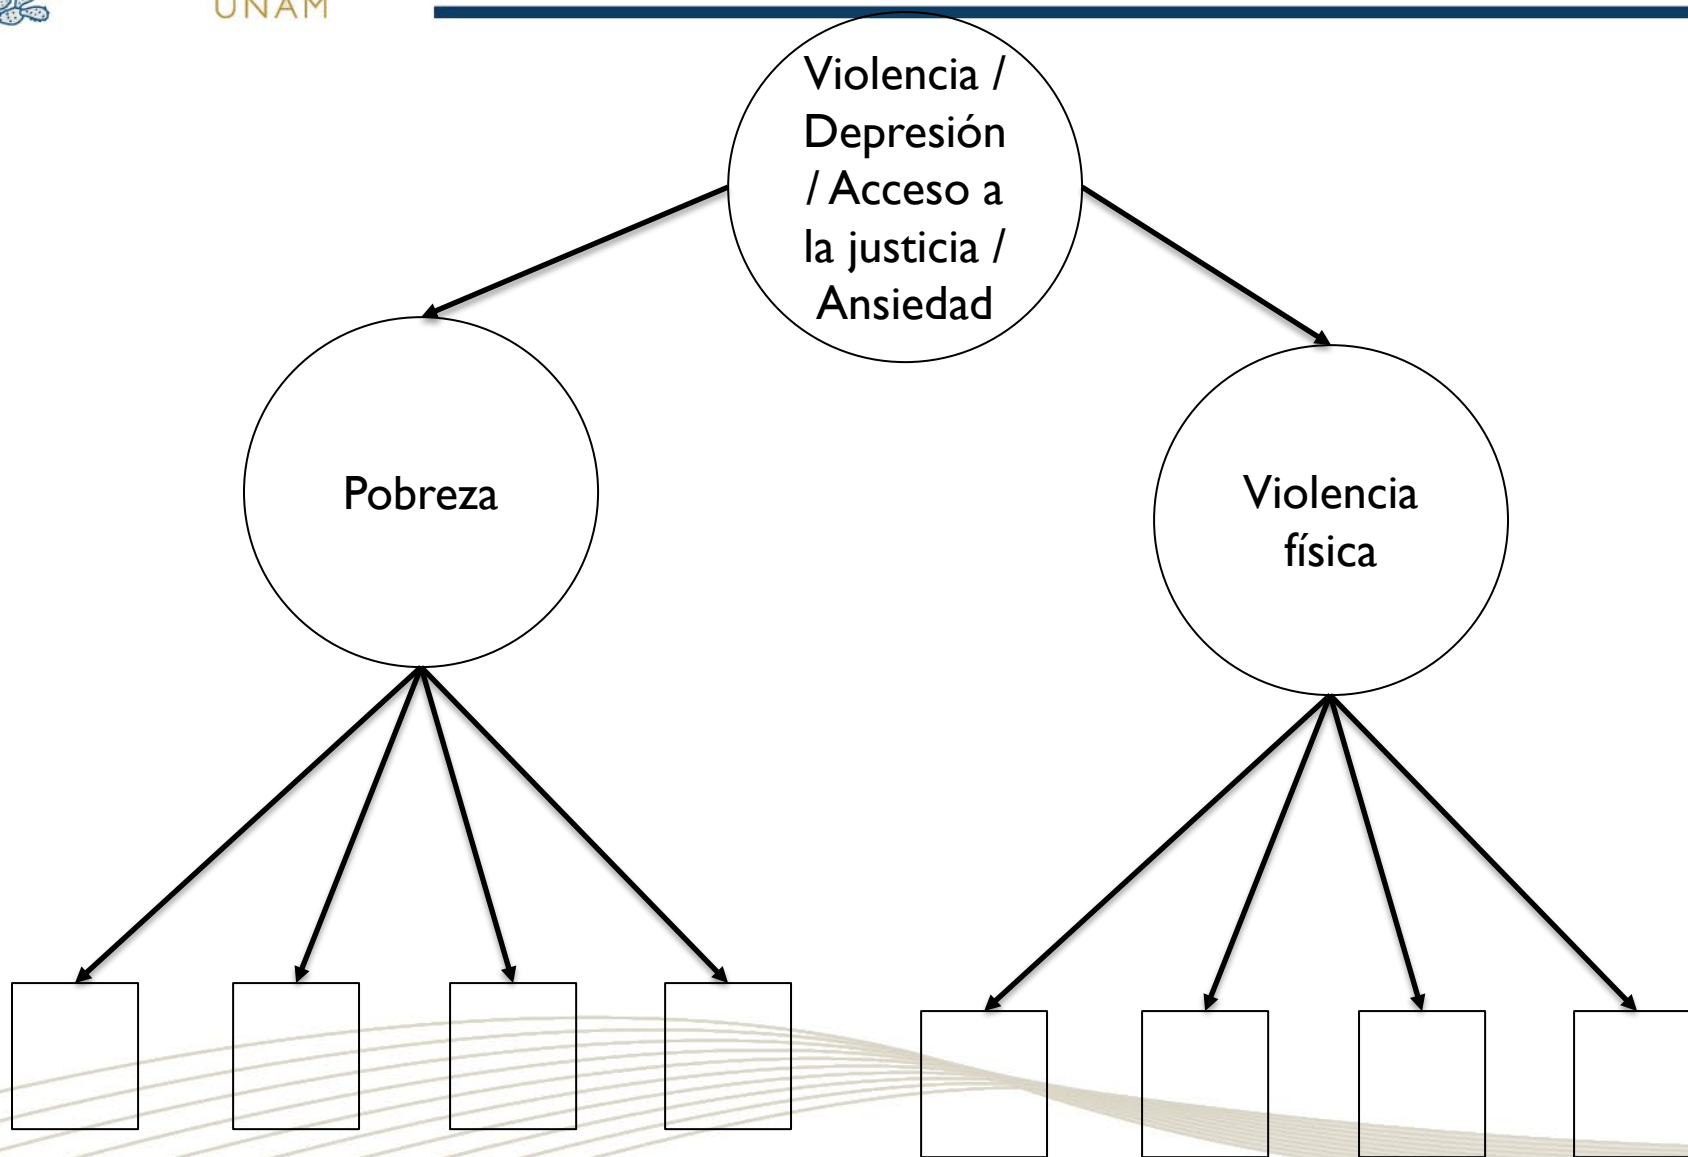 UNAM
Violencia /
Depresión
/ Acceso a
la justicia /
Ansiedad
Pobreza
Violencia
física